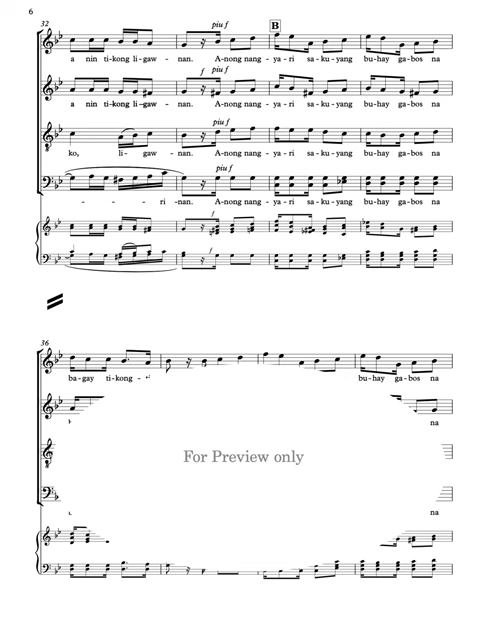 6
32
piu f
B
a nin ti-kong li-gaw- nan. A-nong nang- ya-ri sa-ku-yang bu-hay ga-bos na
f piu f
a nin ti-kong li-gaw- nan. A-nong nang- ya-ri sa-ku-yang bu-hay ga-bos na
piu f
ko, li-gaw- nan. A-nong nang- ya-ri sa-ku-yang bu-hay ga-bos na
piu f
- - - ri-nan. A-nong nang- ya-ri sa-ku-yang bu-hay ga-bos na
f
36
ba-gay ti-kong- bu-hay ga-bos na
na
For Preview only
na